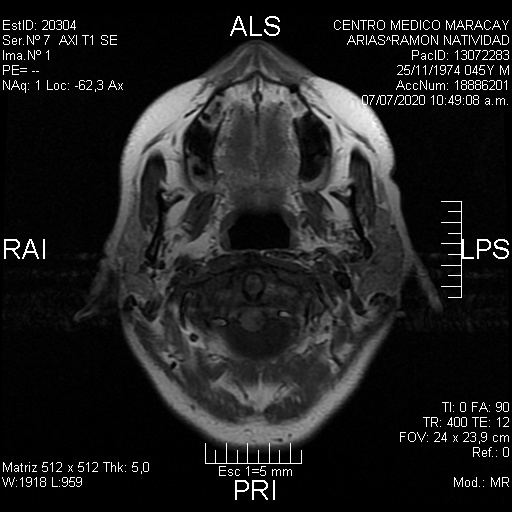 EstID: 20304
Ser.Nº 7 AXI T1 SE
Ima.Nº 1
PE= --
NAq: 1 Loc: -62,3 Ax
ALS
CENTRO MEDICO MARACAY
ARIAS^RAMON NATIVIDAD
PacID: 13072283
25/11/1974 045Y M
AccNum: 18886201
07/07/2020 10:49:08 a.m.
RAI
LPS
Matriz 512 x 512 Thk: 5,0
W:1918 L:959
Esc 1=5 mm
PRI
TI: 0 FA: 90
TR: 400 TE: 12
FOV: 24 x 23,9 cm
Ref.: 0
Mod.: MR